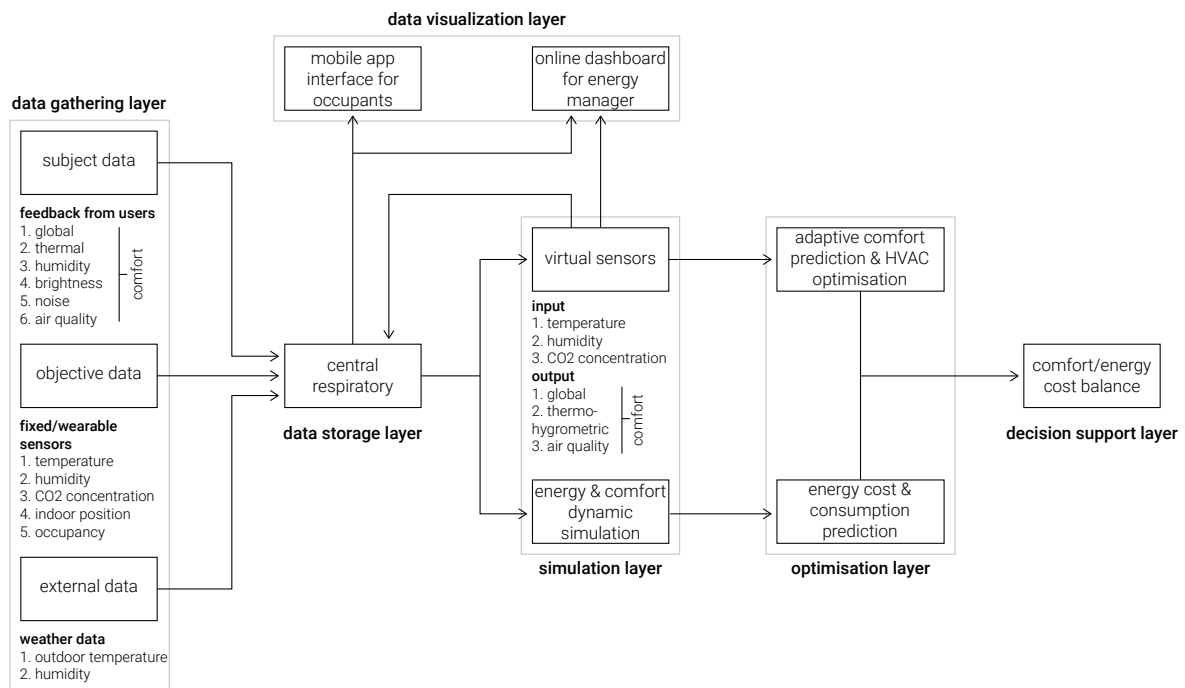 data visualization layer
mobile app
interface for
occupants
online dashboard
for energy
manager
data gathering layer
subject data
feedback from users
1. global
2. thermal
3. humidity
4. brightness
5. noise
6. air quality
comfort
objective data
fixed/wearable
sensors
1. temperature
2. humidity
3. CO2 concentration
4. indoor position
5. occupancy
external data
weather data
1. outdoor temperature
2. humidity
central
respiratory
data storage layer
virtual sensors
input
1. temperature
2. humidity
3. CO2 concentration
output
1. global
2. thermo-
hygrometric
3. air quality
comfort
energy & comfort
dynamic
simulation
simulation layer
adaptive comfort
prediction & HVAC
optimisation
energy cost &
consumption
prediction
optimisation layer
comfort/energy
cost balance
decision support layer